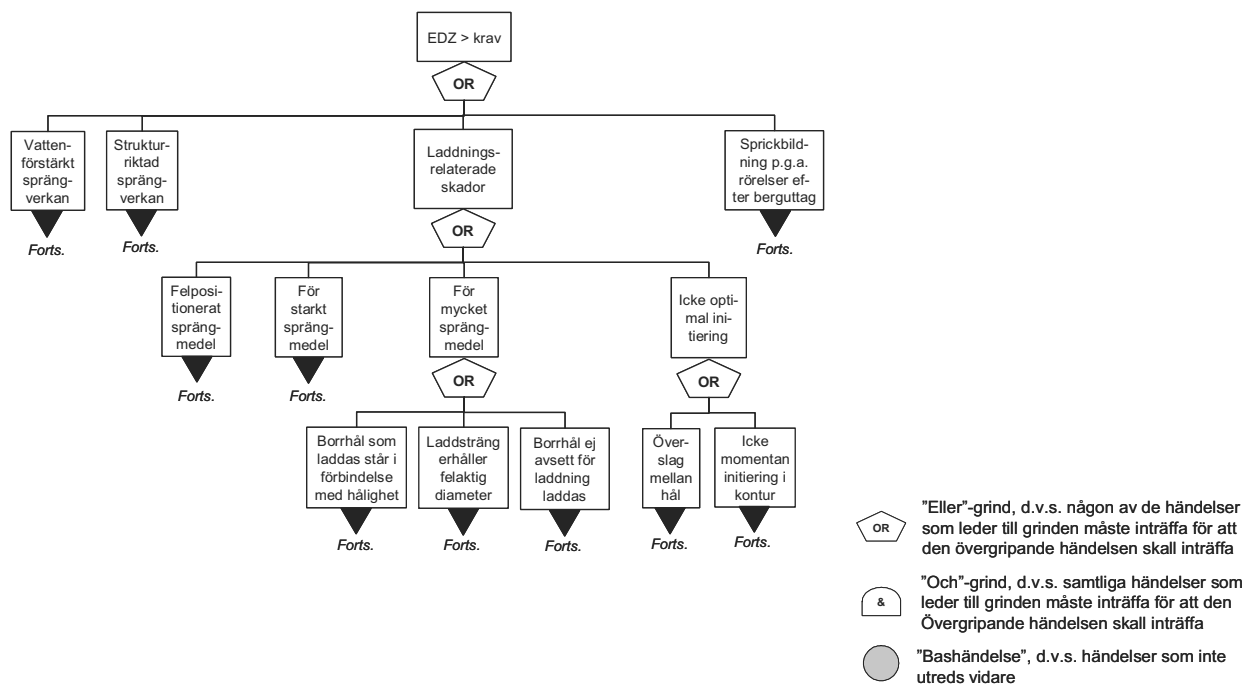 EDZ > krav
OR
Vatten-
förstärkt
spräng-
verkan
Forts.
Struktur-
riktad
spräng-
verkan
Forts.
Laddnings-
relaterade
skador
OR
Sprickbild-
ning p.g.a.
rörelser ef-
ter berguttag
Forts.
Felposi-
tionerat
spräng-
medel
Forts.
För
starkt
spräng-
medel
Forts.
För
mycket
spräng-
medel
OR
Icke opti-
mal ini-
tiering
OR
Borrhål som
laddas står i
förbindelse
med hålighet
Forts.
Laddsträng
erhåller
felaktig
diameter
Forts.
Borrhål ej
avsett för
laddning
laddas
Forts.
Över-
slag
mellan
hål
Forts.
Icke
momentan
initiering i
kontur
Forts.
OR
”Eller”-grind, d.v.s. någon av de händelser
som leder till grinden måste inträffa för att
den övergripande händelsen skall inträffa
&
”Och”-grind, d.v.s. samtliga händelser som
leder till grinden måste inträffa för att den
Övergripande händelsen skall inträffa
”Bashändelse”, d.v.s. händelser som inte
utreds vidare